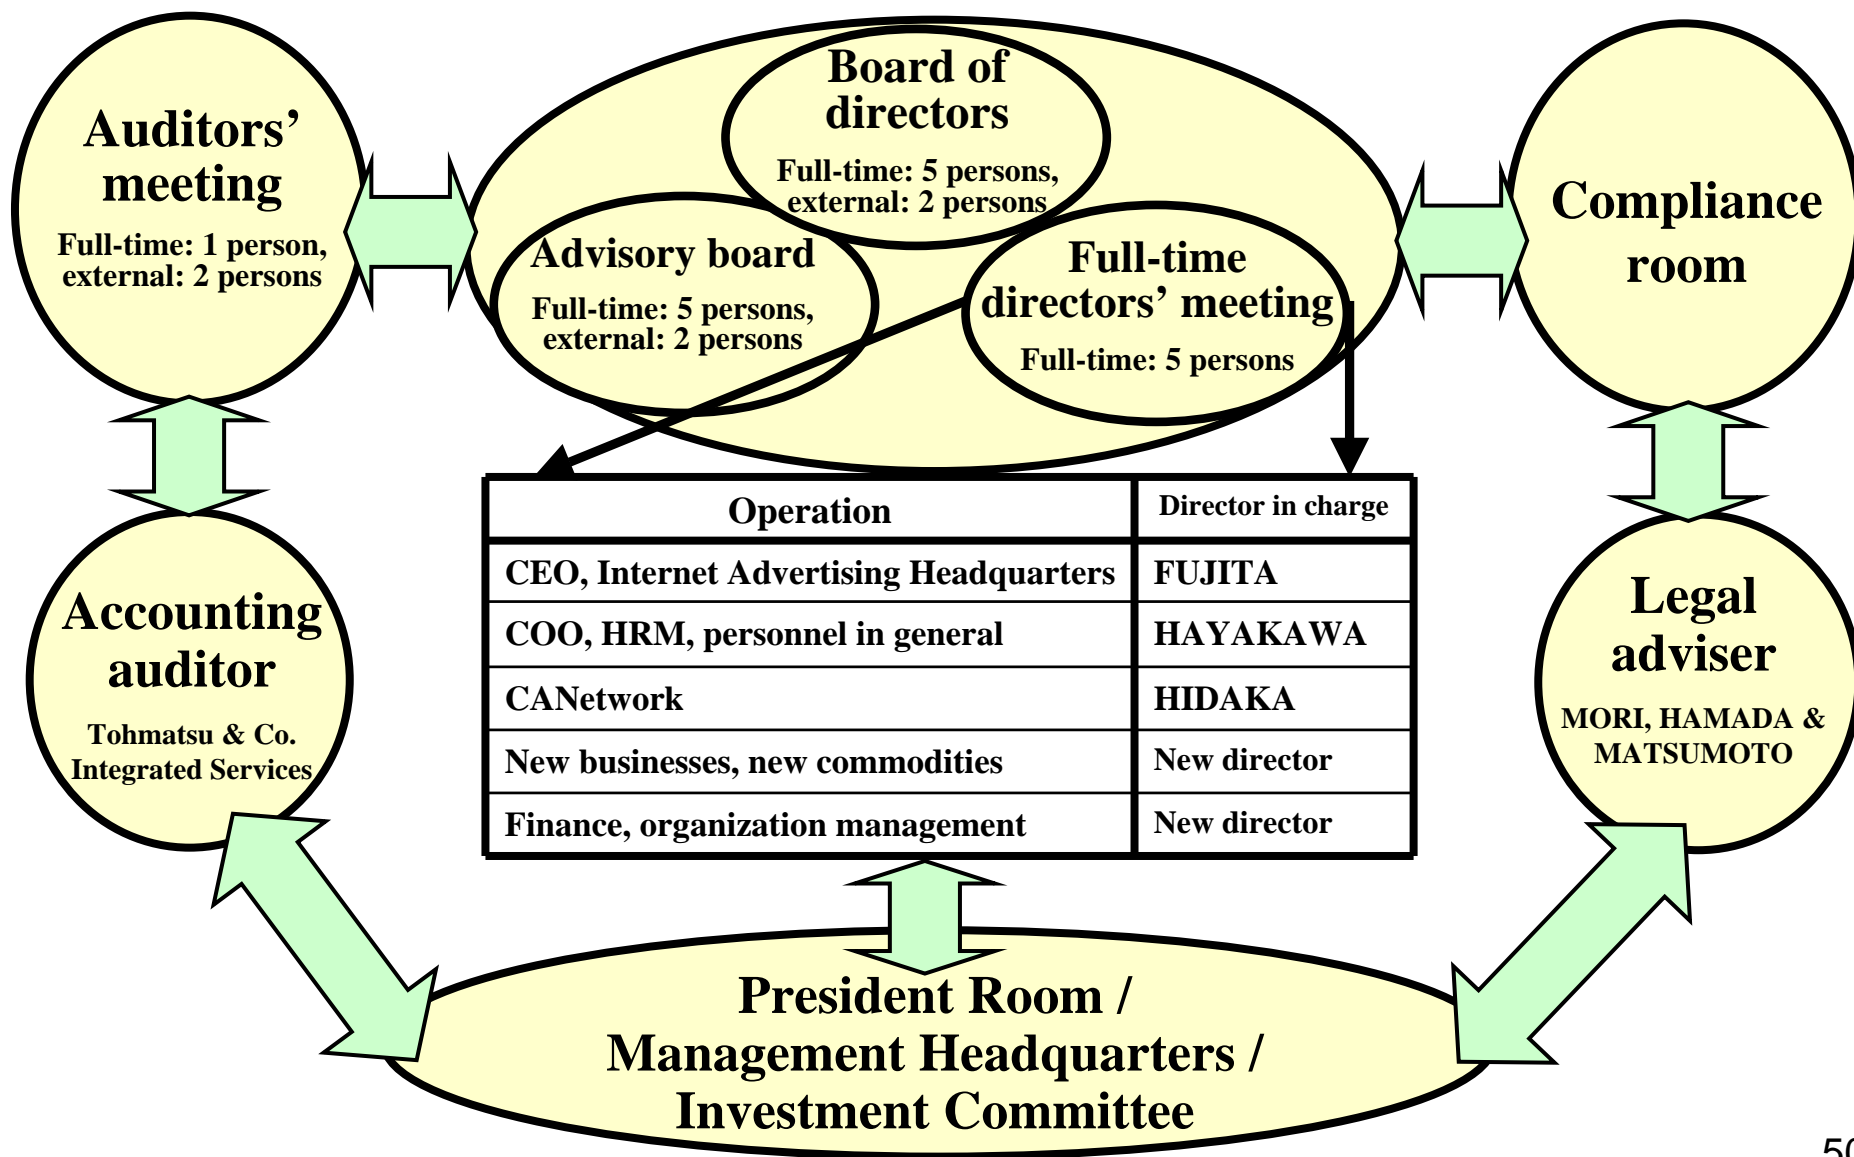 Auditors’
meeting
Full-time: 1 person,
external: 2 persons
Board of
directors
Full-time: 5 persons,
external: 2 persons
Advisory board
Full-time: 5 persons,
external: 2 persons
Full-time
directors’ meeting
Full-time: 5 persons
Compliance
room
Accounting
auditor
Tohmatsu & Co.
Integrated Services
Operation
Director in charge
CEO, Internet Advertising Headquarters
FUJITA
COO, HRM, personnel in general
HAYAKAWA
CANetwork
HIDAKA
New businesses, new commodities
New director
Finance, organization management
New director
Legal
adviser
MORI, HAMADA &
MATSUMOTO
President Room /
Management Headquarters /
Investment Committee
50